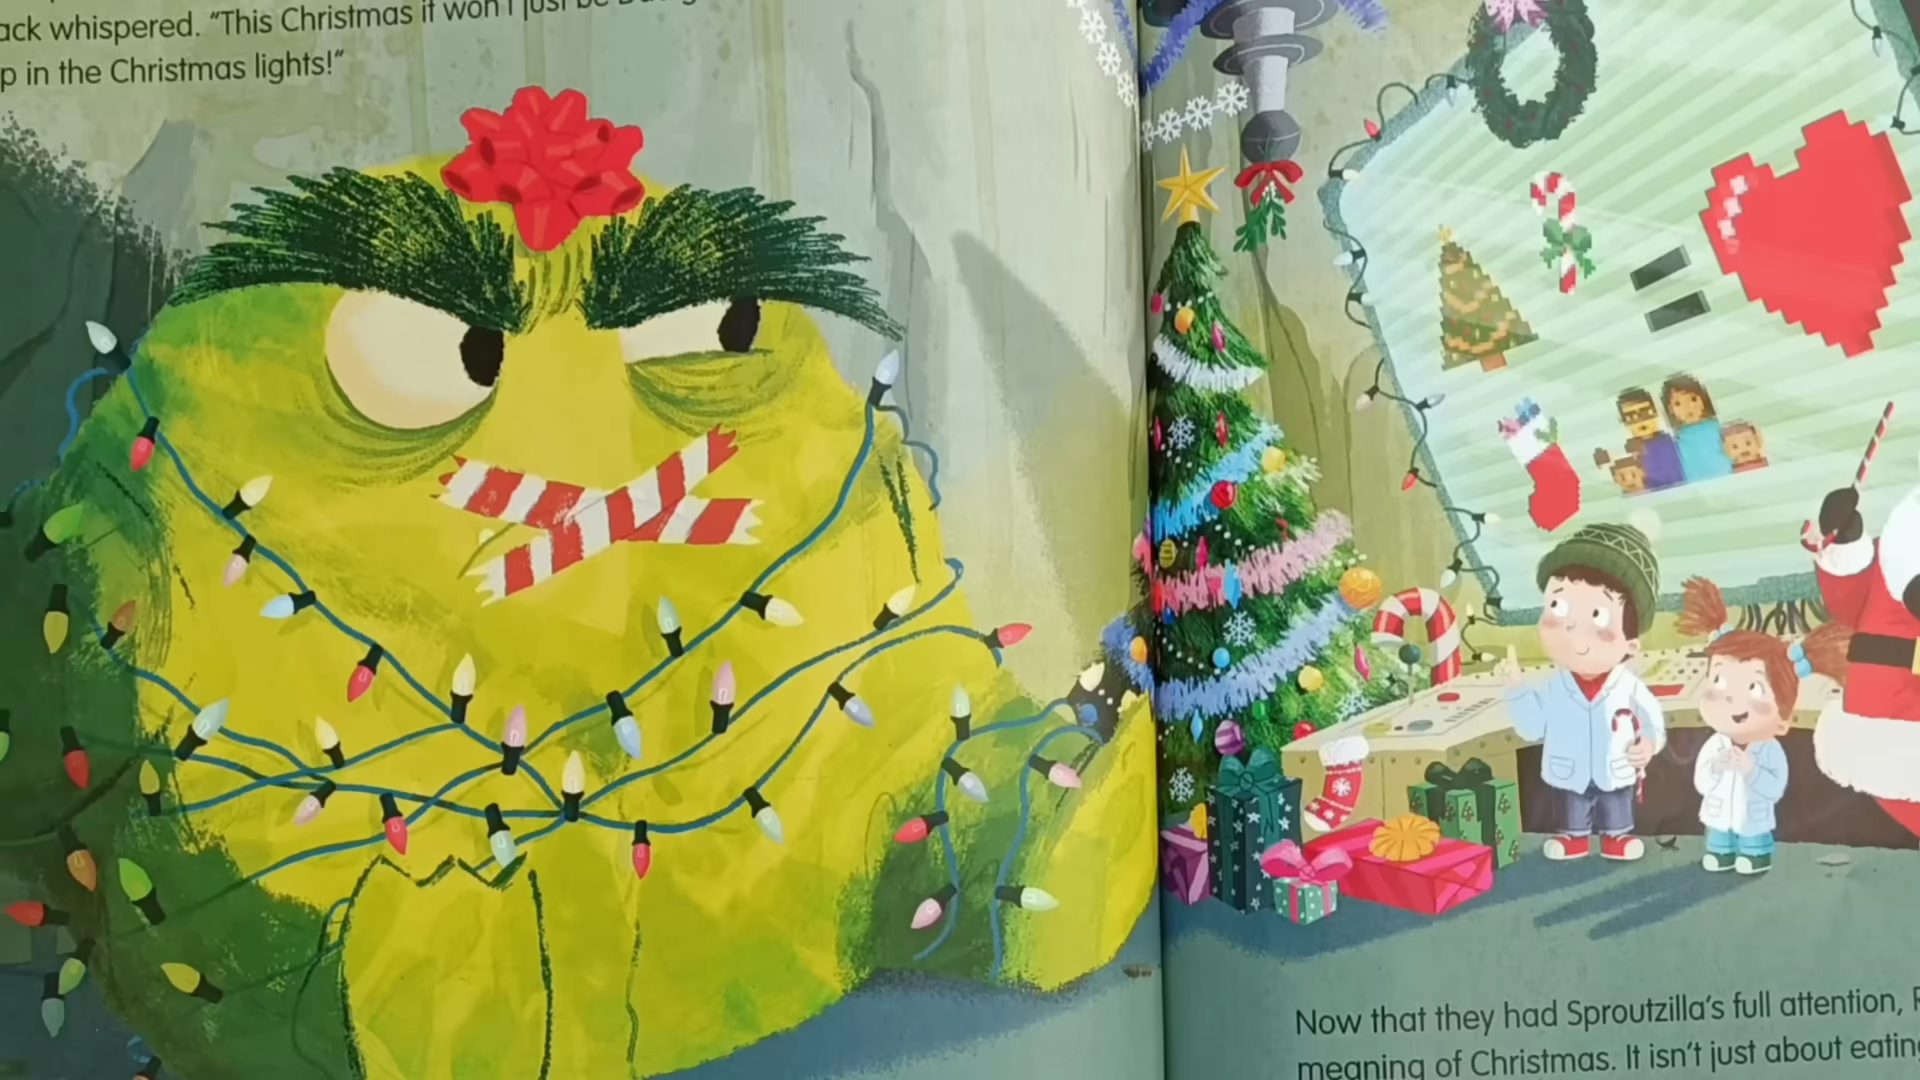 ack whispered. “This Christmas it won't just be
p in the Christmas lights!”
Now that they had Sproutzilla's full attention,
meaning of Christmas. It isn't just about eating